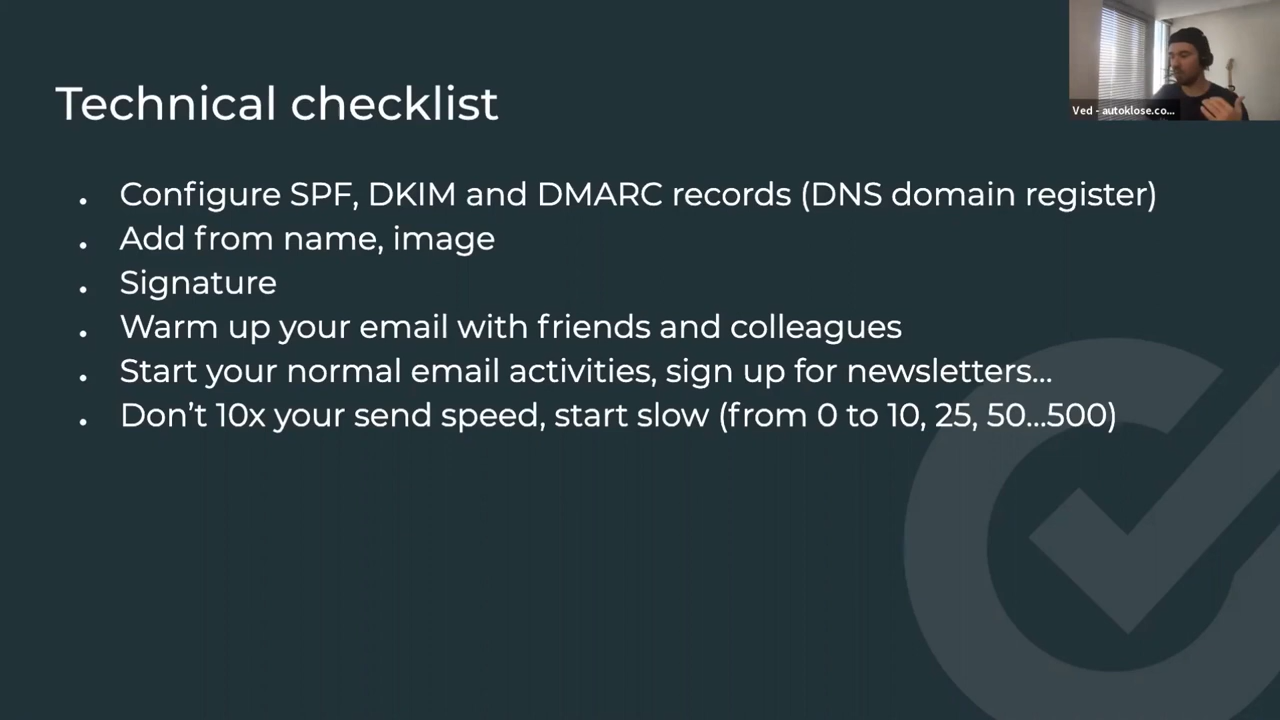 Ved - autoklose.co...
Technical checklist
• Configure SPF, DKIM and DMARC records (DNS domain register)
• Add from name, image
• Signature
• Warm up your email with friends and colleagues
• Start your normal email activities, sign up for newsletters...
• Don’t 10x your send speed, start slow (from 0 to 10, 25, 50...500)